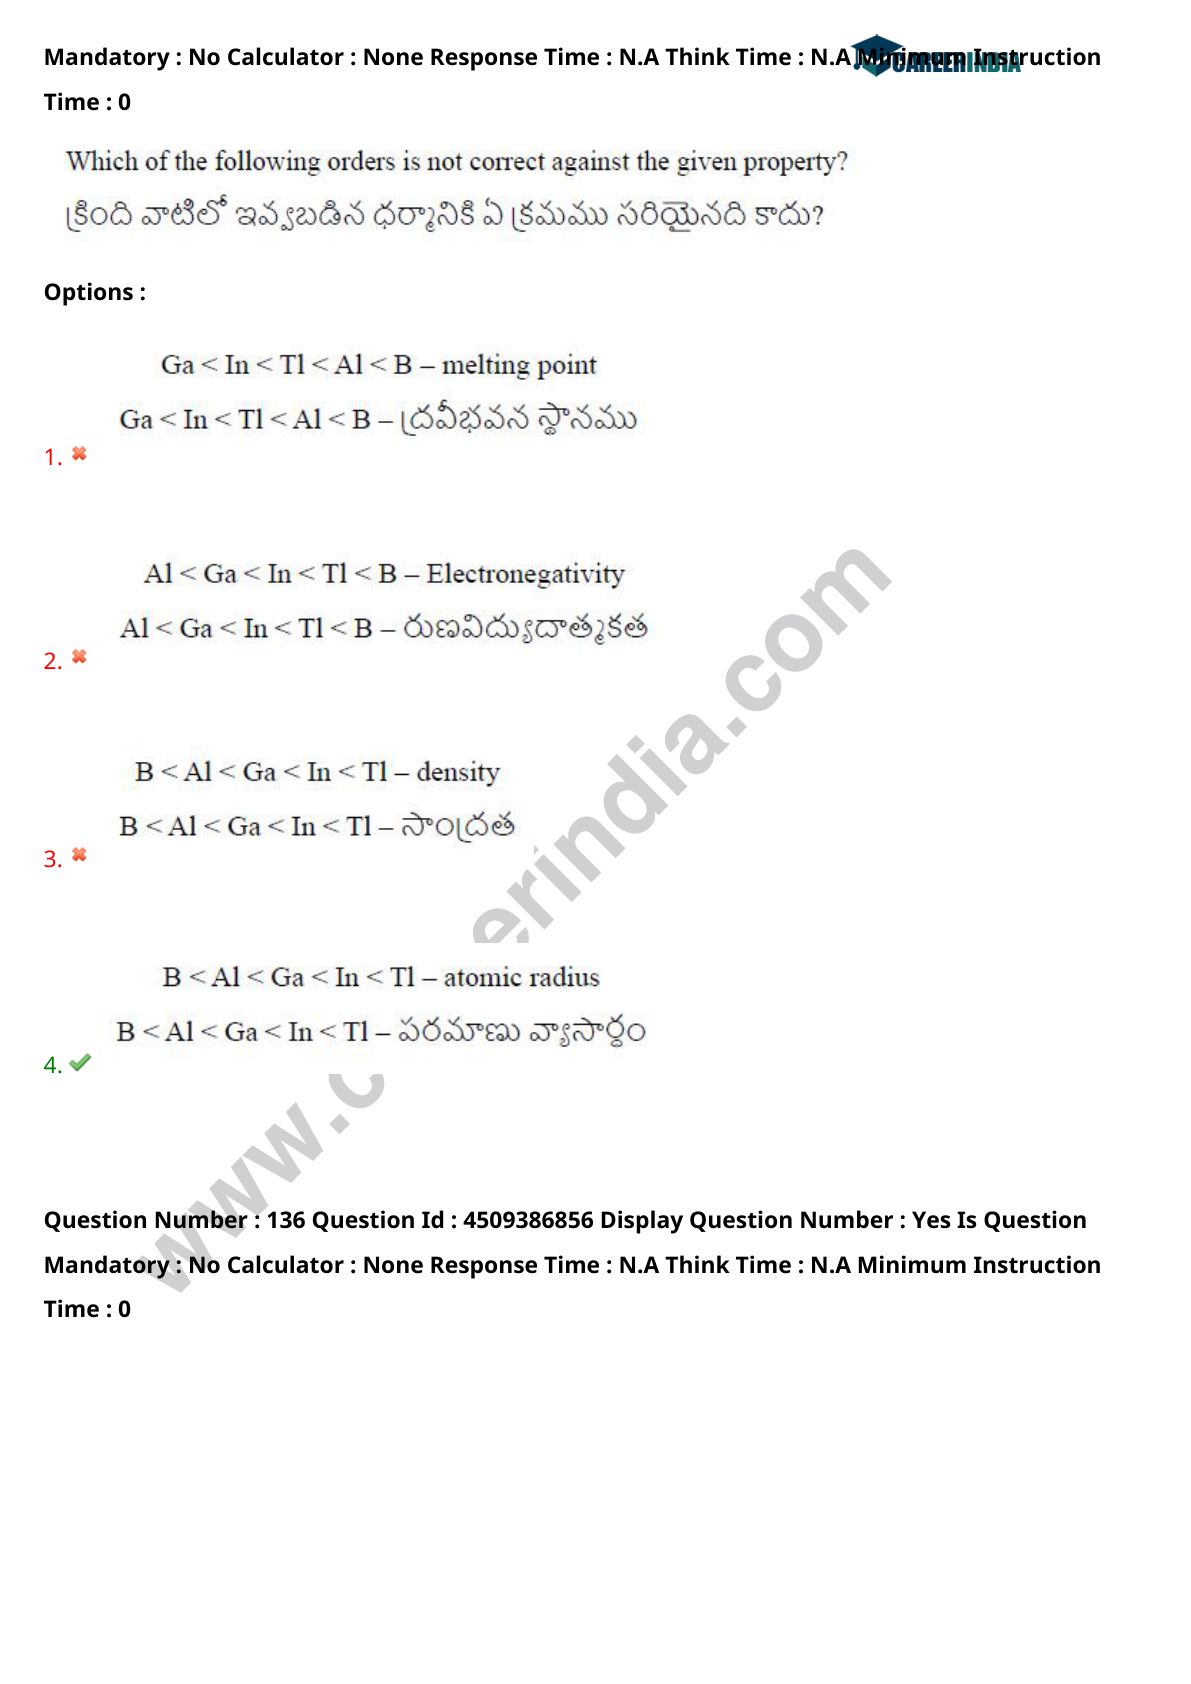 Mandatory : No Calculator : None Response Time : N.A Think Time : N.A Minimum Instruction
CAREERINDIA
Time : 0
Which of the following orders is not correct against the given property?
క్రింది వాటిలో ఇవ్వబడిన ధర్మానికి ఏ క్రమము సరియైనది కాదు?
Options :
Ga < In < Tl < Al < B – melting point
Ga < In < Tl < Al < B – ద్రవీభవన స్థానము
1.
Al < Ga < In < Tl < B – Electronegativity
Al < Ga < In < Tl < B – రుణవిద్యుదాత్మకత
2.
B < Al < Ga < In < Tl – density
B < Al < Ga < In < Tl – సాంద్రత
3.
B < Al < Ga < In < Tl – atomic radius
B < Al < Ga < In < Tl – పరమాణు వ్యాసార్ధం
4.
www.c erindia.com
Question Number : 136 Question Id : 4509386856 Display Question Number : Yes Is Question
Mandatory : No Calculator : None Response Time : N.A Think Time : N.A Minimum Instruction
Time : 0